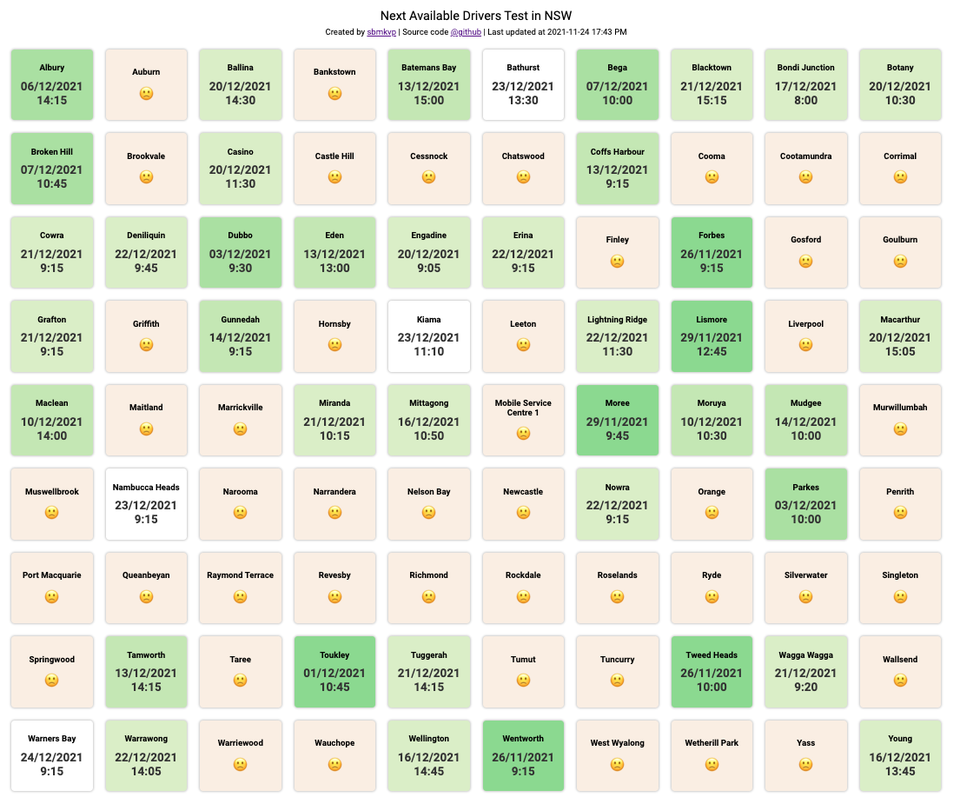 Next Available Drivers Test in NSW
Created by sbmkvp | Source code @github | Last updated at 2021-11-24 17:43 PM
Albury
06/12/2021
14:15
Auburn
Ballina
20/12/2021
14:30
Bankstown
Batemans Bay
13/12/2021
15:00
Bathurst
23/12/2021
13:30
Bega
07/12/2021
10:00
Blacktown
21/12/2021
15:15
Bondi Junction
17/12/2021
8:00
Botany
20/12/2021
10:30
Broken Hill
07/12/2021
10:45
Brookvale
Casino
20/12/2021
11:30
Castle Hill
Cessnock
Chatswood
Coffs Harbour
13/12/2021
9:15
Cooma
Cootamundra
Corrimal
Cowra
21/12/2021
9:15
Deniliquin
22/12/2021
9:45
Dubbo
03/12/2021
9:30
Eden
13/12/2021
13:00
Engadine
20/12/2021
9:05
Erina
22/12/2021
9:15
Finley
Forbes
26/11/2021
9:15
Gosford
Goulburn
Grafton
21/12/2021
9:15
Griffith
Gunnedah
14/12/2021
9:15
Hornsby
Kiama
23/12/2021
11:10
Leeton
Lightning Ridge
22/12/2021
11:30
Lismore
29/11/2021
12:45
Liverpool
Macarthur
20/12/2021
15:05
Maclean
10/12/2021
14:00
Maitland
Marrickville
Miranda
21/12/2021
10:15
Mittagong
16/12/2021
10:50
Mobile Service
Centre 1
Moree
29/11/2021
9:45
Moruya
10/12/2021
10:30
Mudgee
14/12/2021
10:00
Murwillumbah
Muswellbrook
Nambucca Heads
23/12/2021
9:15
Narooma
Narrandera
Nelson Bay
Newcastle
Nowra
22/12/2021
9:15
Orange
Parkes
03/12/2021
10:00
Penrith
Port Macquarie
Queanbeyan
Raymond Terrace
Revesby
Richmond
Rockdale
Roselands
Ryde
Silverwater
Singleton
Springwood
Tamworth
13/12/2021
14:15
Taree
Toukley
01/12/2021
10:45
Tuggerah
21/12/2021
14:15
Tumut
Tuncurry
Tweed Heads
26/11/2021
10:00
Wagga Wagga
21/12/2021
9:20
Wallsend
Warners Bay
24/12/2021
9:15
Warrawong
22/12/2021
14:05
Warriewood
Wauchope
Wellington
16/12/2021
14:45
Wentworth
26/11/2021
9:15
West Wyalong
Wetherill Park
Yass
Young
16/12/2021
13:45